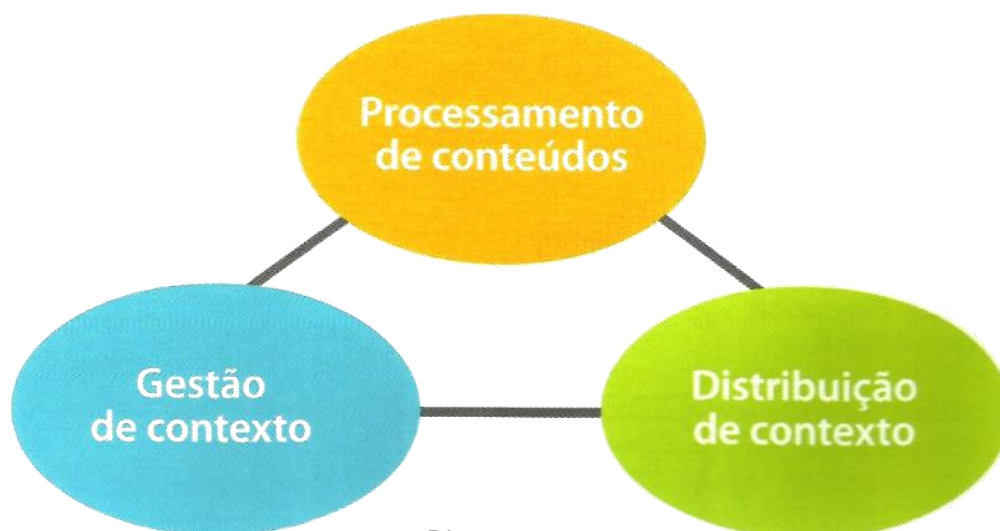 Processamento
de conteúdos
Gestão
de contexto
Distribuição
de contexto